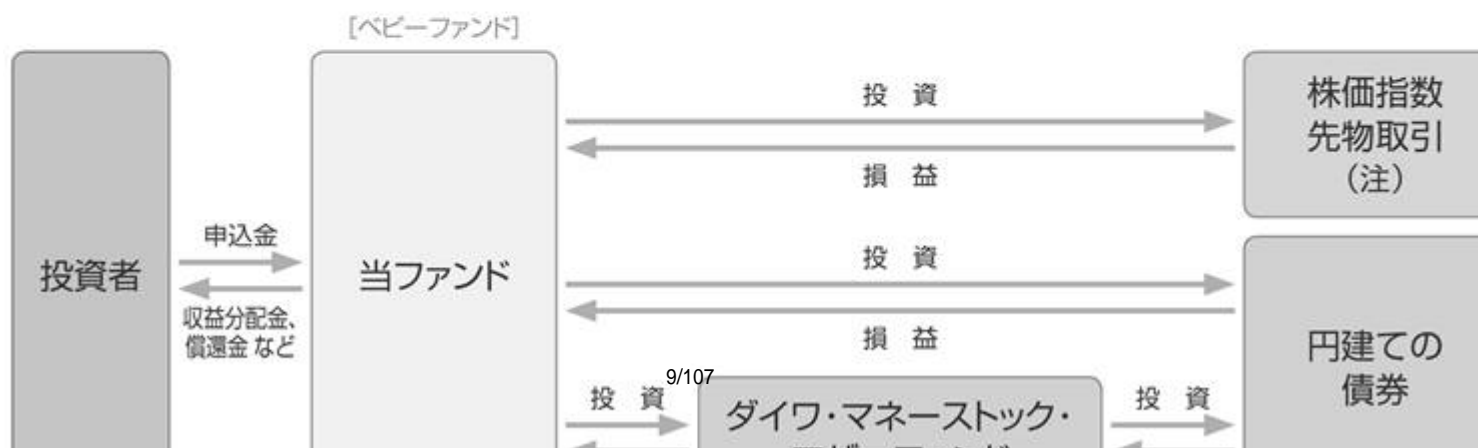 [ベビーファンド]
投資者
申込金
収益分配金、
償還金 など
当ファンド
投 資
損 益
株価指数
先物取引
(注)
投 資
損 益
円建ての
債券
9/107
投 資
ダイワ・マネーストック・
投 資